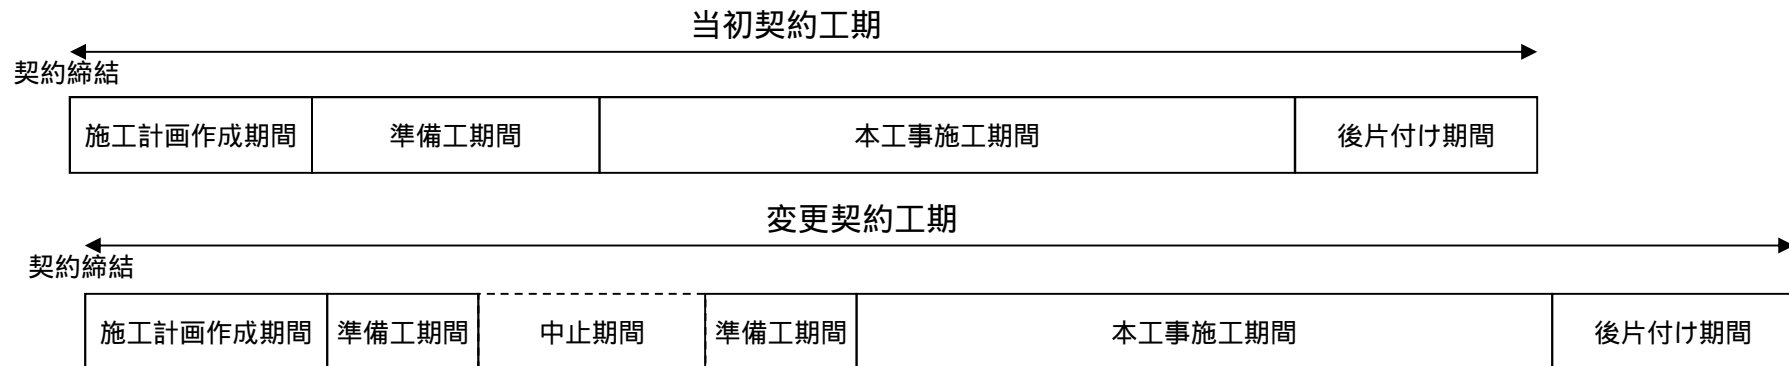 当初契約工期
契約締結
施工計画作成期間 準備工期間 本工事施工期間 後片付け期間
変更契約工期
契約締結
施工計画作成期間 準備工期間 中止期間 準備工期間 本工事施工期間 後片付け期間